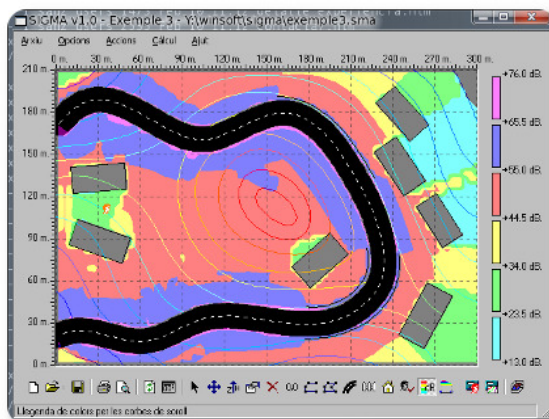 SIGMA v1.0 - Exemple 3 - Y:\winsoft\sigma\exemple3.sma
Arxiu Opcions Accions Càlcul Ajut
0 m. 30 m. 60 m. 90 m. 120 m. 150 m. 180 m. 210 m. 240 m. 270 m. 300 m.
210 m.
180 m.
150 m.
120 m.
90 m.
60 m.
30 m.
0 m.
+76.0 dB.
+65.5 dB.
+55.0 dB.
+44.5 dB.
+34.0 dB.
+23.5 dB.
+13.0 dB.
Llegenda de colors per les corbes de soroll